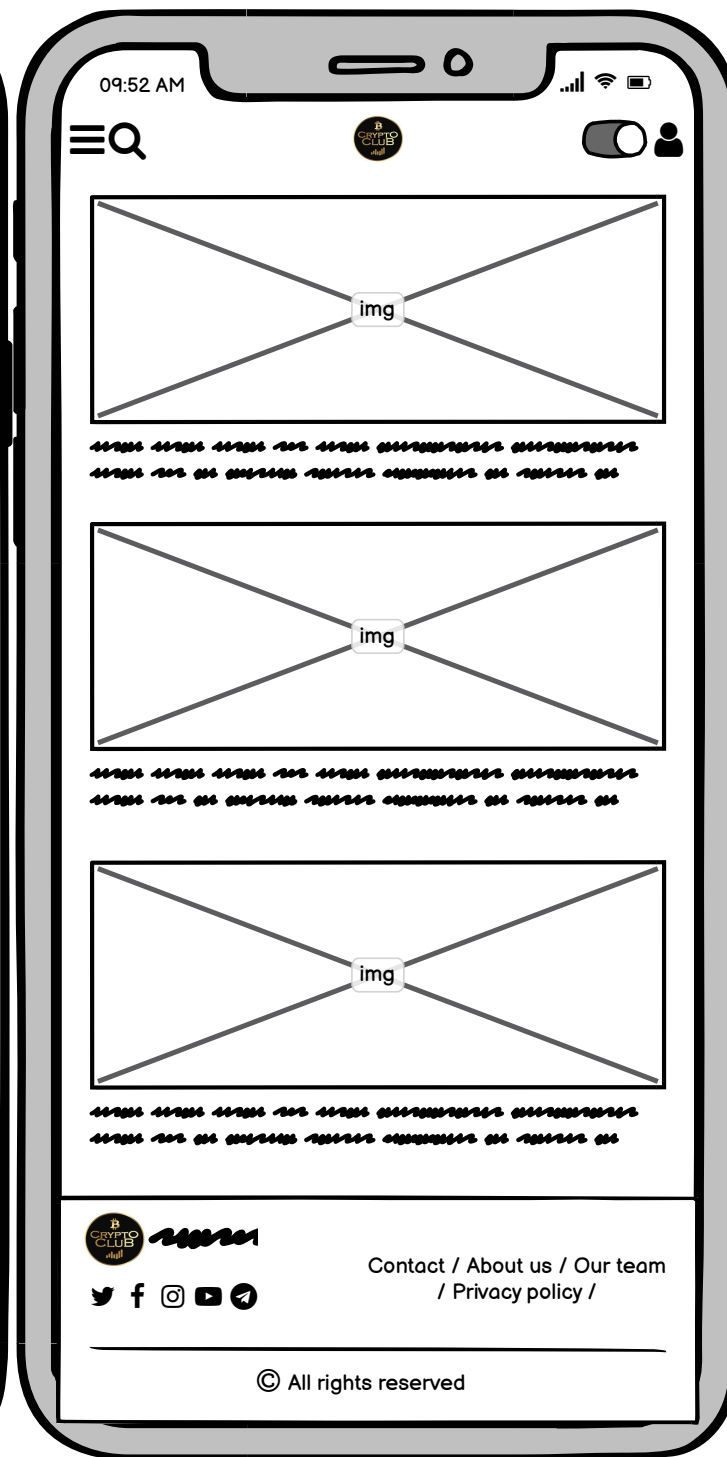 09:52 AM
CRYPTO
CLUB
img
img
img
CRYPTO
CLUB
Contact / About us / Our team
/ Privacy policy /
© All rights reserved